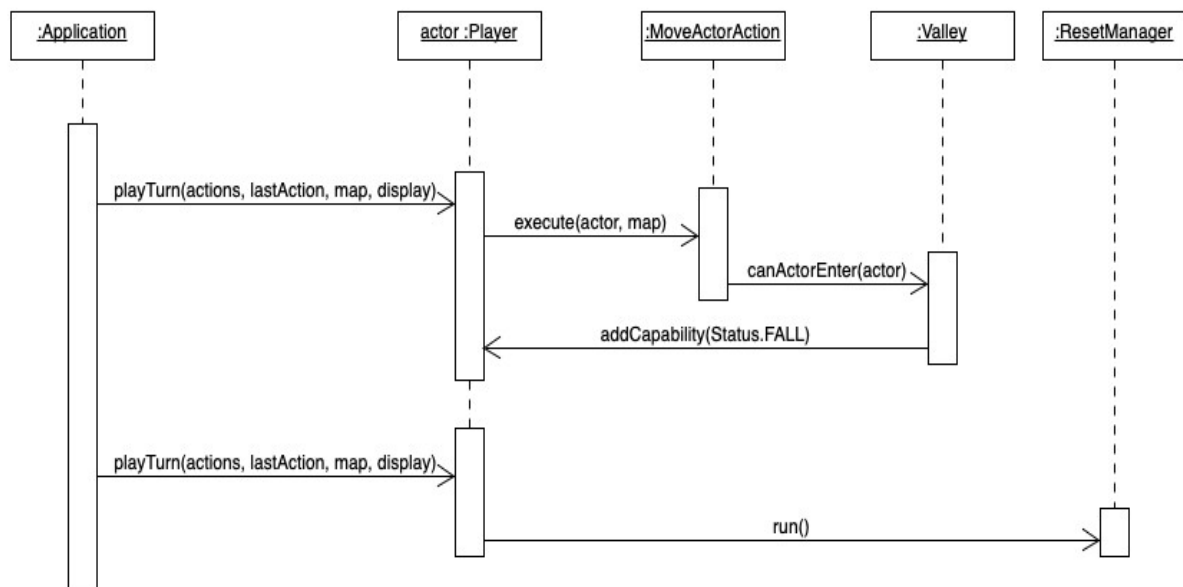 :Application
actor :Player
:MoveActorAction
:Valley
:ResetManager
playTurn(actions, lastAction, map, display)
execute(actor, map)
canActorEnter(actor)
addCapability(Status.FALL)
playTurn(actions, lastAction, map, display)
run()